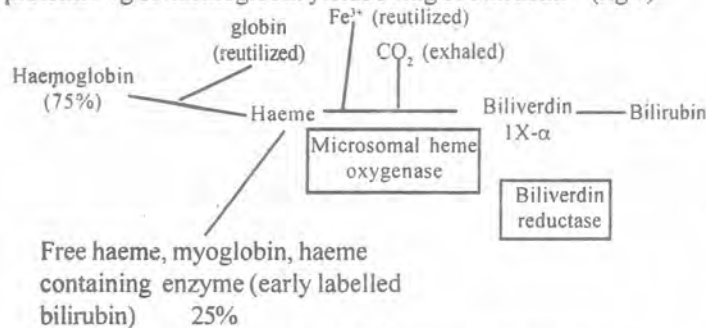 globin
(reutilized)
Fe³⁺ (reutilized)
CO₂ (exhaled)
Haemoglobin
(75%)
Haeme
Biliverdin
1X-α
Bilirubin
Microsomal heme
oxygenase
Biliverdin
reductase
Free haeme, myoglobin, haeme
containing enzyme (early labelled
bilirubin) 25%